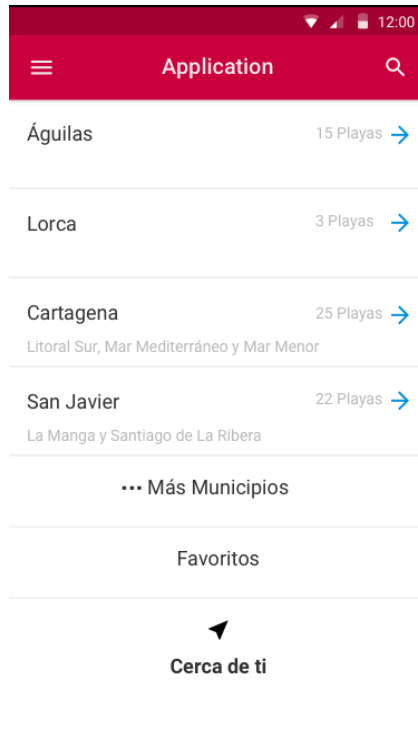 12:00
Application
Águilas
15 Playas
Lorca
3 Playas
Cartagena
25 Playas
Litoral Sur, Mar Mediterráneo y Mar Menor
San Javier
22 Playas
La Manga y Santiago de La Ribera
••• Más Municipios
Favoritos
Cerca de ti